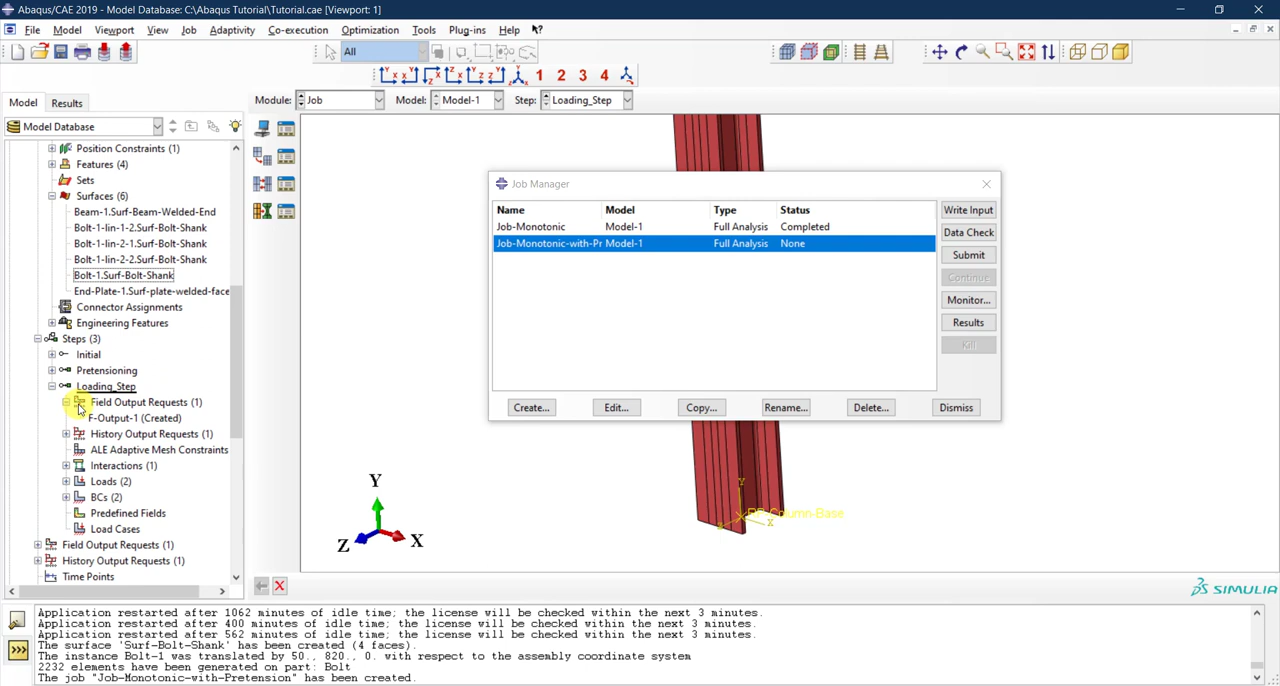 Abaqus/CAE 2019 - Model Database: C:\Abaqus Tutorial\Tutorial.cae [Viewport: 1]
File Model Viewport View Job Adaptivity Co-execution Optimization Tools Plug-ins Help
All
1 2 3 4
Model Results Module: Job Model: Model-1 Step: Loading_Step
Model Database
Position Constraints (1)
Features (4)
Sets
Surfaces (6)
Beam-1.Surf-Beam-Welded-End
Bolt-1-lin-1-2.Surf-Bolt-Shank
Bolt-1-lin-2-1.Surf-Bolt-Shank
Bolt-1-lin-2-2.Surf-Bolt-Shank
Bolt-1.Surf-Bolt-Shank
End-Plate-1.Surf-plate-welded-face
Connector Assignments
Engineering Features
Steps (3)
Initial
Pretensioning
Loading_Step
Field Output Requests (1)
F-Output-1 (Created)
History Output Requests (1)
ALE Adaptive Mesh Constraints
Interactions (1)
Loads (2)
BCs (2)
Predefined Fields
Load Cases
Field Output Requests (1)
History Output Requests (1)
Time Points
Job Manager
Name Model Type Status
Job-Monotonic Model-1 Full Analysis Completed
Job-Monotonic-with-Pr Model-1 Full Analysis None
Write Input
Data Check
Submit
Continue
Monitor...
Results
Kill
Create... Edit... Copy... Rename... Delete... Dismiss
Y
Z X
Y
X
SIMULIA
Application restarted after 1062 minutes of idle time; the license will be checked within the next 3 minutes.
Application restarted after 400 minutes of idle time; the license will be checked within the next 3 minutes.
Application restarted after 562 minutes of idle time; the license will be checked within the next 3 minutes.
The surface 'Surf-Bolt-Shank' has been created (4 faces).
The instance Bolt-1 was translated by 50., 820., 0. with respect to the assembly coordinate system
2232 elements have been generated on part: Bolt
The job "Job-Monotonic-with-Pretension" has been created.